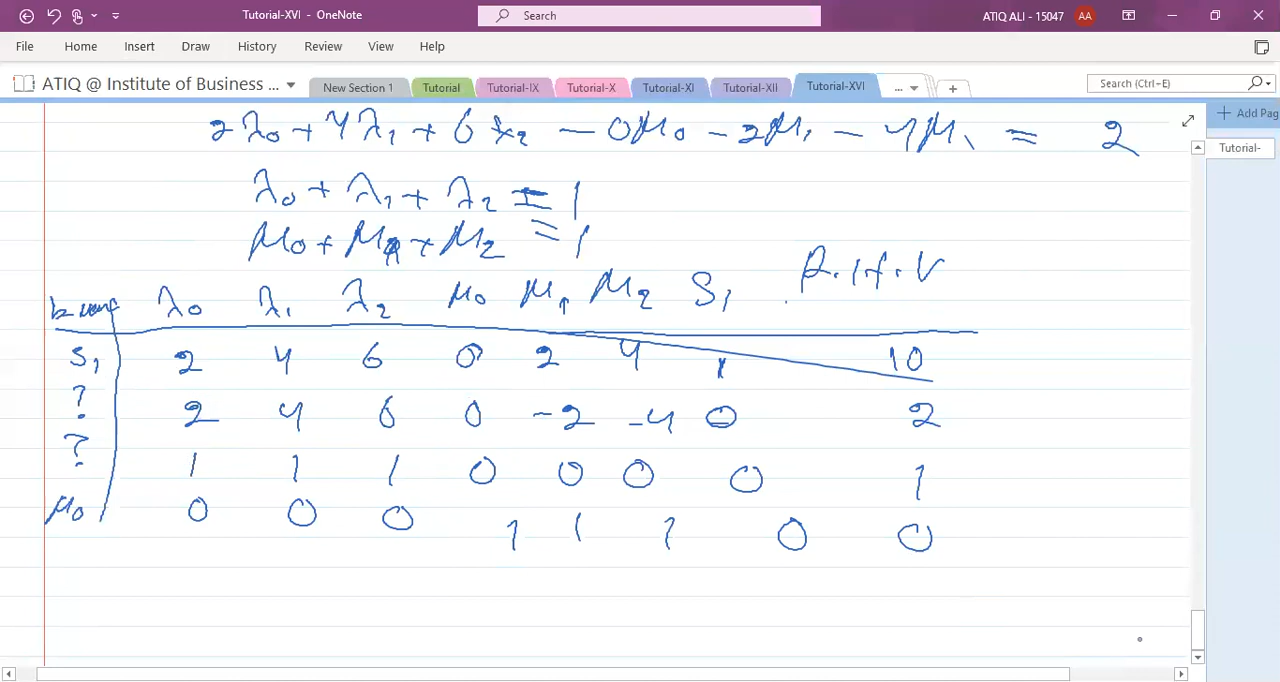 Tutorial-XVI - OneNote
Search
ATIQ ALI - 15047 AA
File Home Insert Draw History Review View Help
ATIQ @ Institute of Business ...
New Section 1 Tutorial Tutorial-IX Tutorial-X Tutorial-XI Tutorial-XII Tutorial-XVI ... +
Search (Ctrl+E)
Add Pag
Tutorial-
2λ0 + 4λ1 + 6λ2 - 0μ0 - 2μ1 - 4μ1 = 2
λ0 + λ1 + λ2 = 1
μ0 + μ1 + μ2 = 1
λ0 λ1 λ2 μ0 μ1 μ2 S1
S1 2 4 6 0 2 4 1 10
? 2 4 6 0 -2 -4 0 2
? 1 1 1 0 0 0 0 1
μ0 0 0 0 1 1 1 0 0